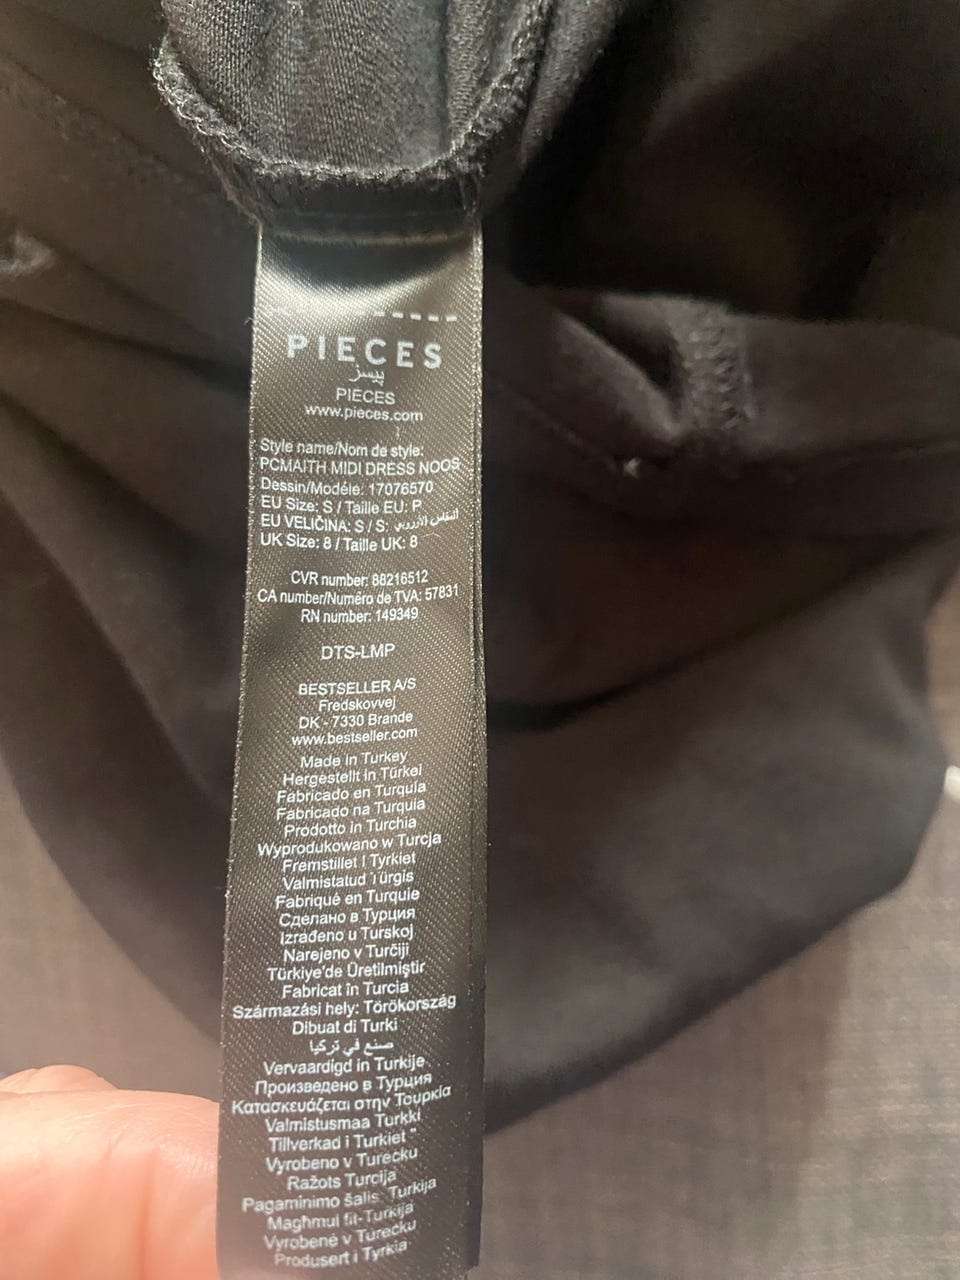 PIECES
پيسز
PIECES
www.pieces.com
Style name/Nom de style:
PCMAITH MIDI DRESS NOOS
Dessin/Modéle: 17076570
EU Size: S / Taille EU: P
EU VELIČINA: S / S: المقاس الأوروبي
UK Size: 8 / Taille UK: 8
CVR number: 88216512
CA number/Numéro de TVA: 57831
RN number: 149349
DTS-LMP
BESTSELLER A/S
Fredskovvej
DK - 7330 Brande
www.bestseller.com
Made in Turkey
Hergestellt in Türkei
Fabricado en Turquia
Fabricado na Turquia
Prodotto in Turchia
Wyprodukowano w Turcja
Fremstillet I Tyrkiet
Valmistatud
Fabriqué en Turquie
Сделано в Турция
Izrađeno u Turskoj
Narejeno v Turčiji
Türkiye'de Üretilmiştir
Fabricat în Turcia
Származási hely: Törökország
Dibuat di Turki
صنع في تركيا
Vervaardigd in Turkije
Произведено в Турция
Κατασκευάζεται στην Τουρκία
Valmistusmaa Turkki
Tillverkad i Turkiet
Vyrobeno v Turecku
Ražots Turcija
Pagaminimo šalis: Turkija
Magħmul fit-Turkija
Vyrobené v Turecku
Produsert i Tyrkia